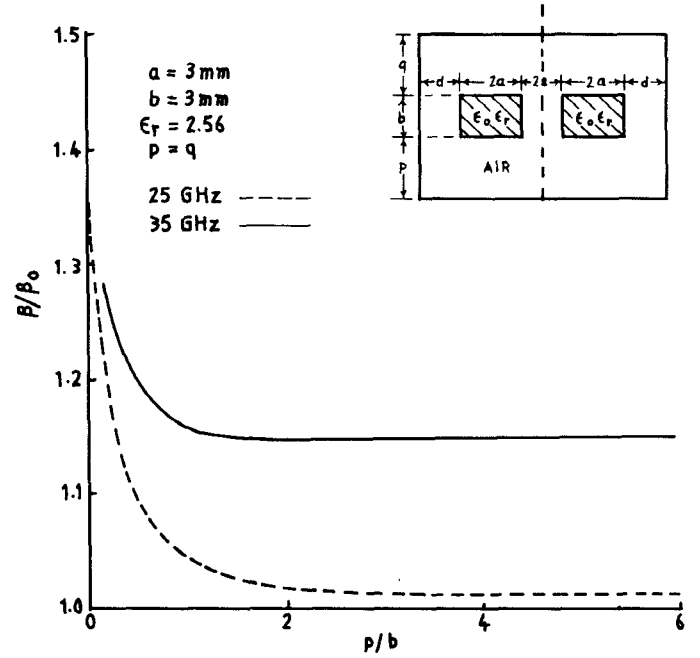 1.5
1.4
1.3
1.2
1.1
1.0
β/β₀
0 2 4 6
p/b
a = 3mm
b = 3mm
ϵr = 2.56
p = q
25 GHz
35 GHz
q
b
p
d 2a 2s 2a d
ϵ₀ϵr ϵ₀ϵr
AIR